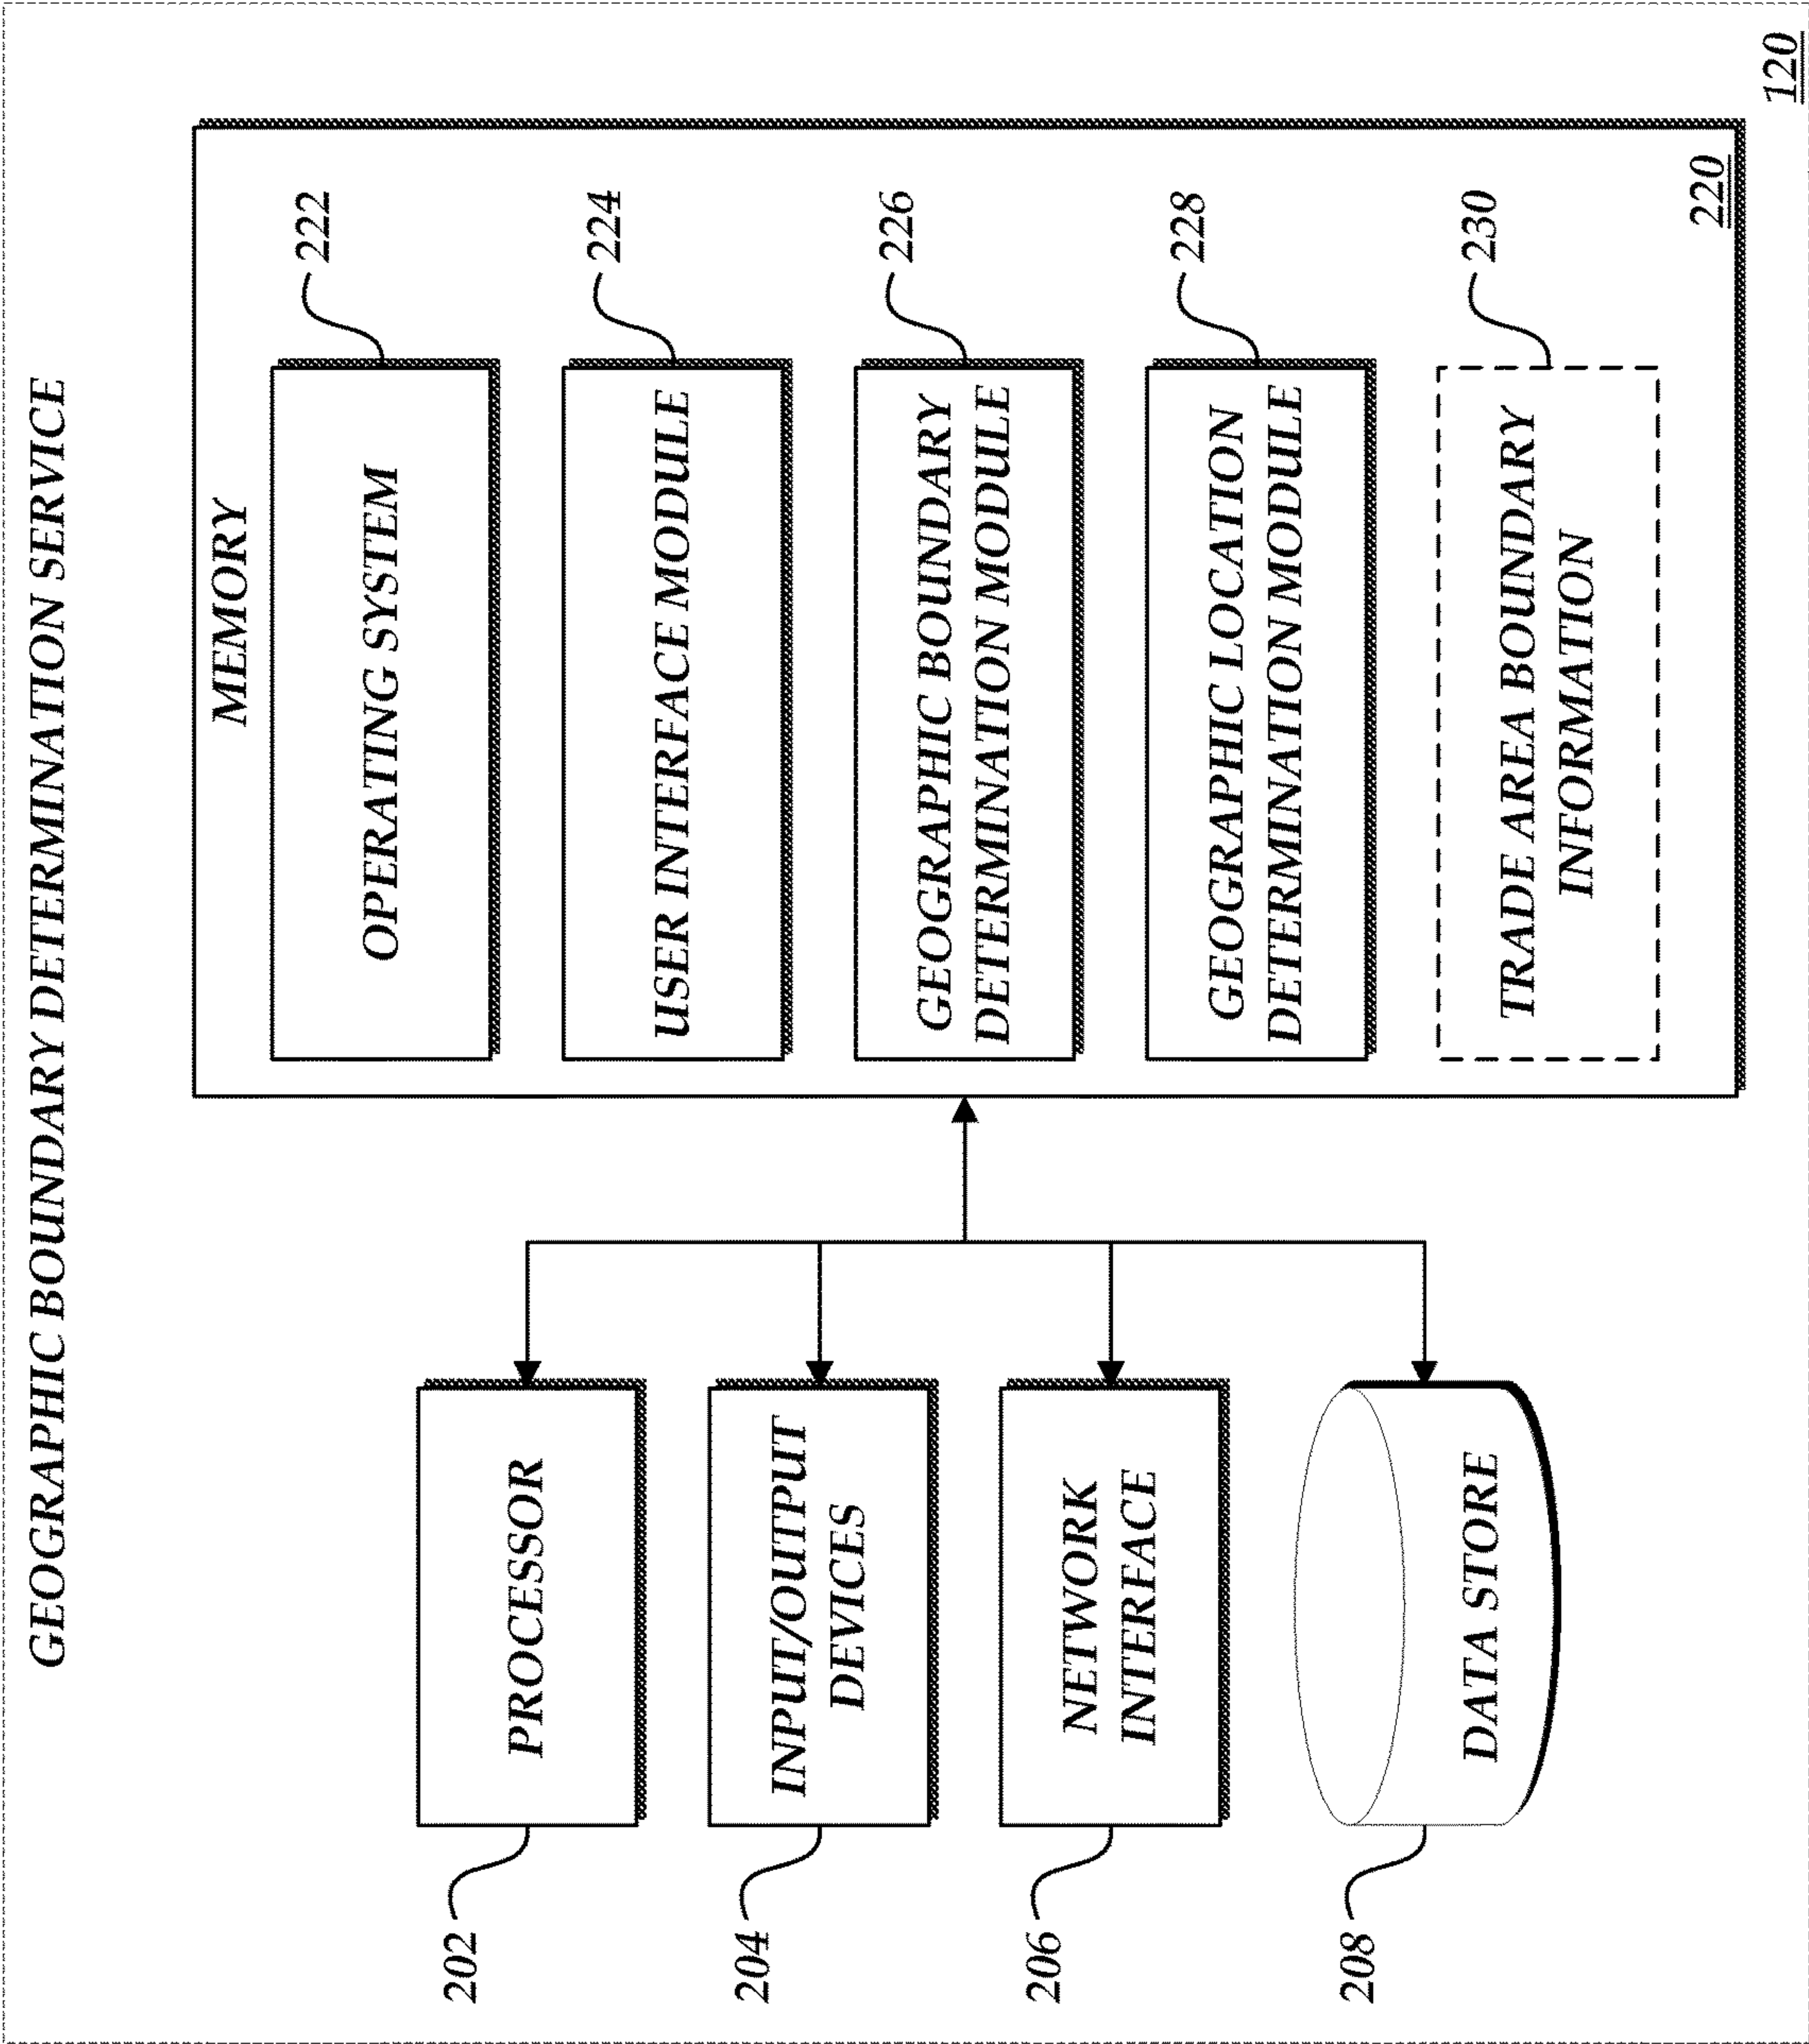 GEOGRAPHIC BOUNDARY DETERMINATION SERVICE
202
PROCESSOR
204
INPUT/OUTPUT
DEVICES
206
NETWORK
INTERFACE
208
DATA STORE
MEMORY
OPERATING SYSTEM
222
USER INTERFACE MODULE
224
GEOGRAPHIC BOUNDARY
DETERMINATION MODULE
226
GEOGRAPHIC LOCATION
DETERMINATION MODULE
228
TRADE AREA BOUNDARY
INFORMATION
230
220
120